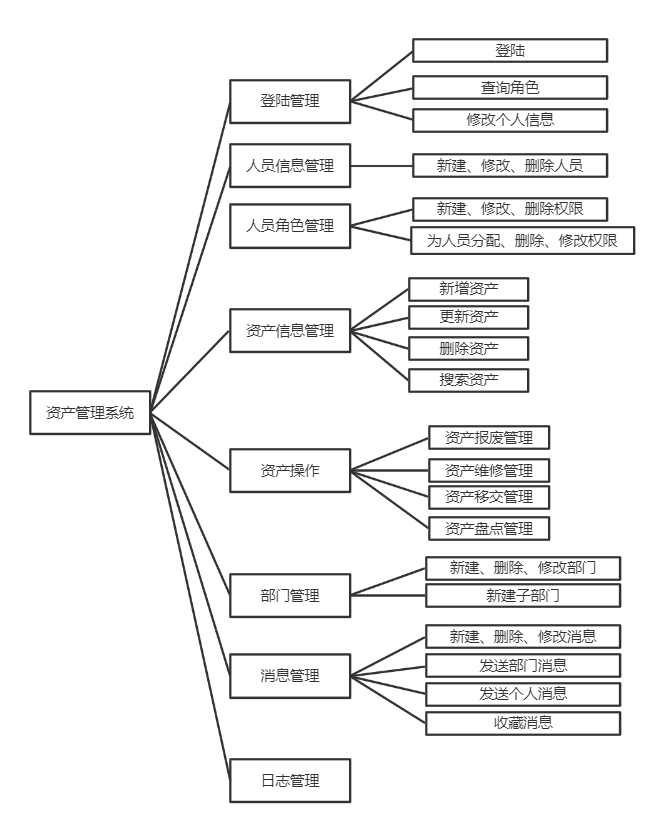 资产管理系统
登陆管理
登陆
查询角色
修改个人信息
人员信息管理
新建、修改、删除人员
人员角色管理
新建、修改、删除权限
为人员分配、删除、修改权限
资产信息管理
新增资产
更新资产
删除资产
搜索资产
资产操作
资产报废管理
资产维修管理
资产移交管理
资产盘点管理
部门管理
新建、删除、修改部门
新建子部门
消息管理
新建、删除、修改消息
发送部门消息
发送个人消息
收藏消息
日志管理